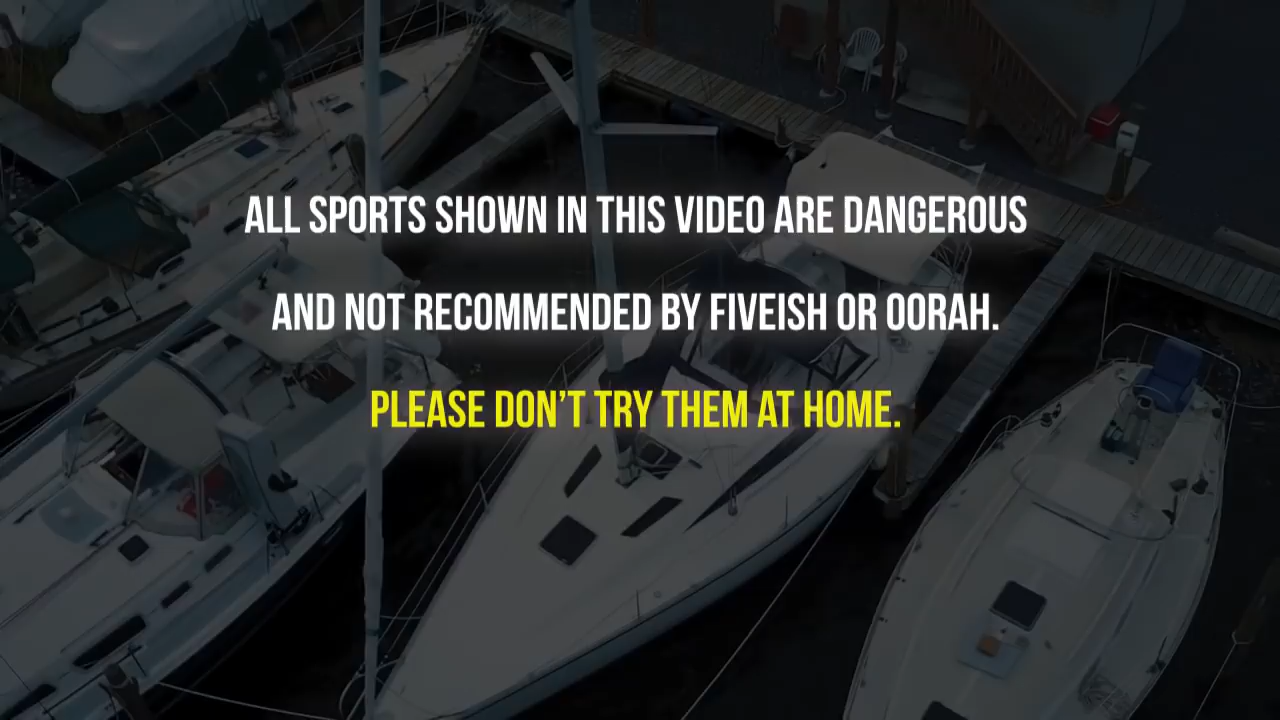 ALL SPORTS SHOWN IN THIS VIDEO ARE DANGEROUS
AND NOT RECOMMENDED BY FIVEISH OR OORAH.
PLEASE DON'T TRY THEM AT HOME.